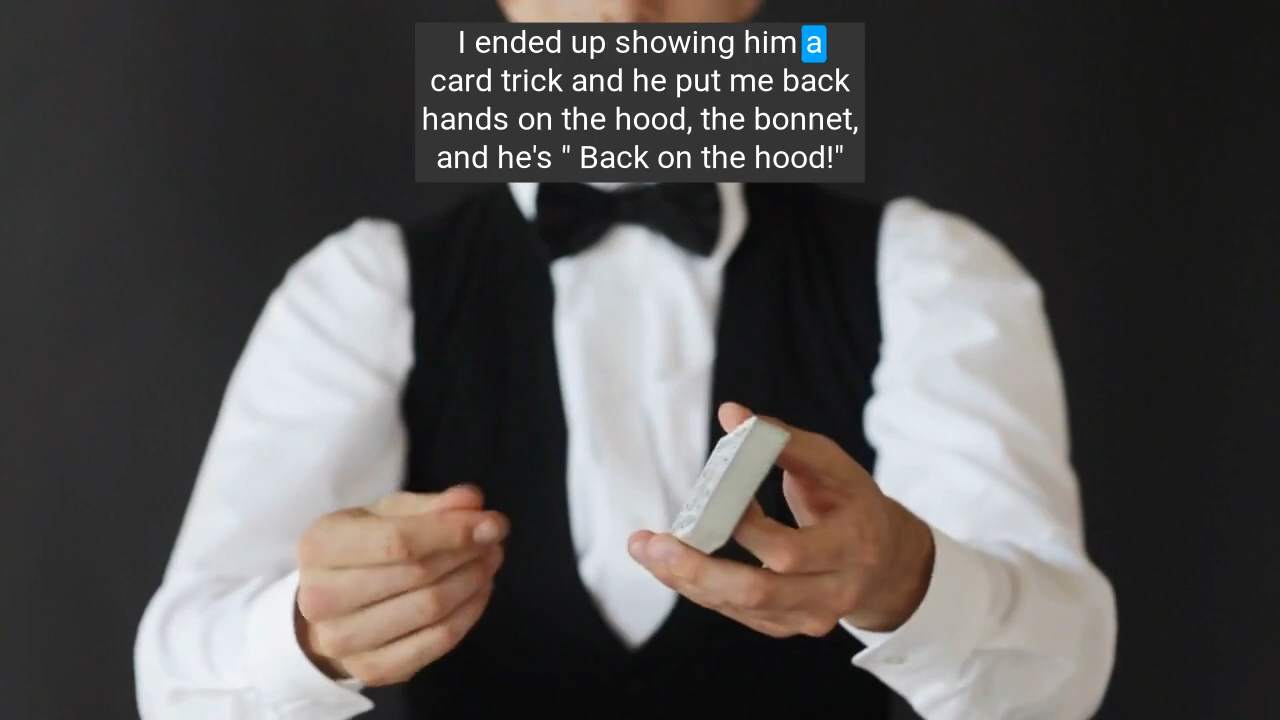 I ended up showing him a
card trick and he put me back
hands on the hood, the bonnet,
and he's " Back on the hood!"